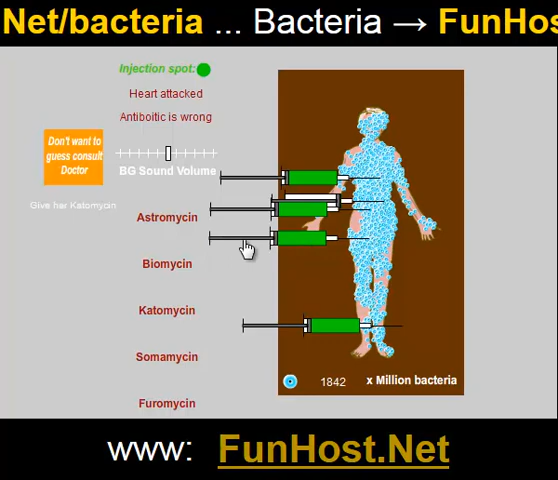 Net/bacteria ... Bacteria → FunHos
Injection spot:
Heart attacked
Antiboitic is wrong
Don't want to
guess consult
Doctor
BG Sound Volume
Give har Katomycin
Astromycin
Biomycin
Katomycin
Somamycin
Furomycin
1842 x Million bacteria
www: FunHost.Net